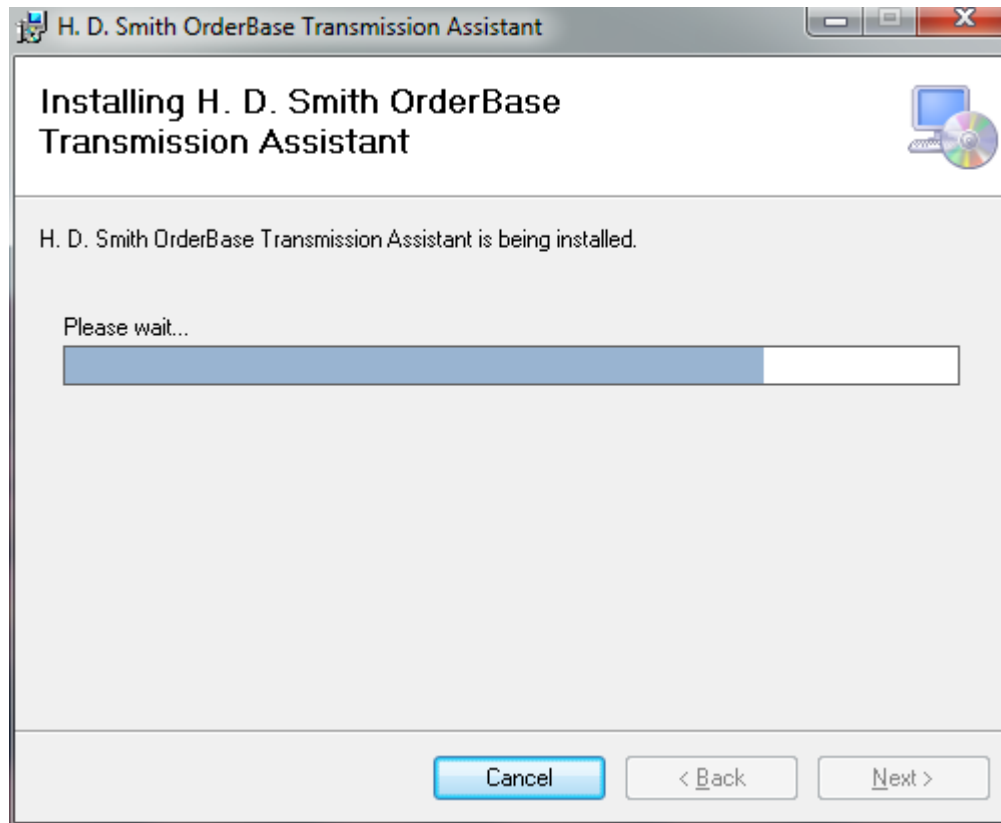 H. D. Smith OrderBase Transmission Assistant
Installing H. D. Smith OrderBase
Transmission Assistant
H. D. Smith OrderBase Transmission Assistant is being installed.
Please wait...
Cancel
< Back
Next >